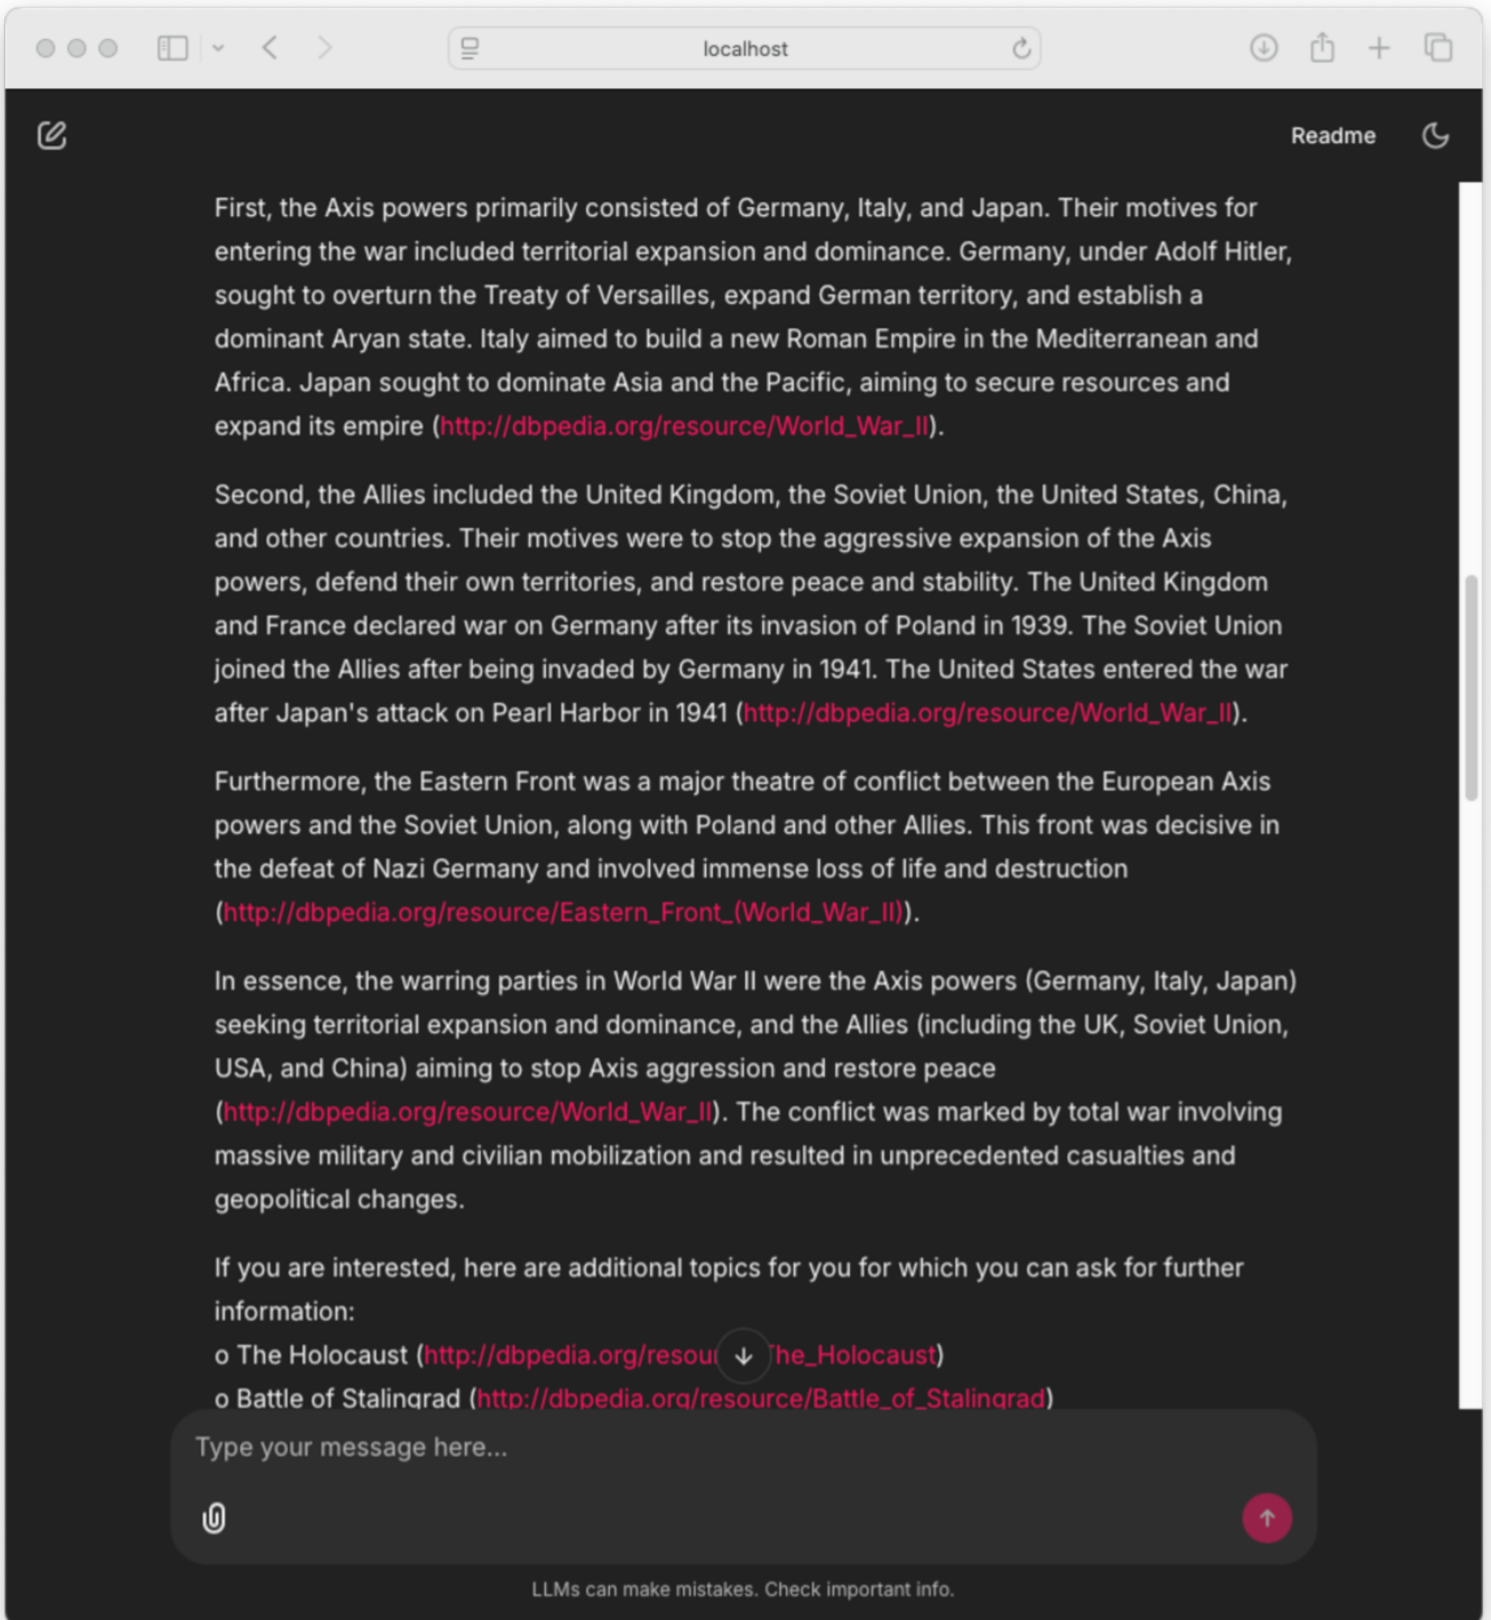 localhost
Readme
First, the Axis powers primarily consisted of Germany, Italy, and Japan. Their motives for
entering the war included territorial expansion and dominance. Germany, under Adolf Hitler,
sought to overturn the Treaty of Versailles, expand German territory, and establish a
dominant Aryan state. Italy aimed to build a new Roman Empire in the Mediterranean and
Africa. Japan sought to dominate Asia and the Pacific, aiming to secure resources and
expand its empire (http://dbpedia.org/resource/World_War_II).
Second, the Allies included the United Kingdom, the Soviet Union, the United States, China,
and other countries. Their motives were to stop the aggressive expansion of the Axis
powers, defend their own territories, and restore peace and stability. The United Kingdom
and France declared war on Germany after its invasion of Poland in 1939. The Soviet Union
joined the Allies after being invaded by Germany in 1941. The United States entered the war
after Japan's attack on Pearl Harbor in 1941 (http://dbpedia.org/resource/World_War_II).
Furthermore, the Eastern Front was a major theatre of conflict between the European Axis
powers and the Soviet Union, along with Poland and other Allies. This front was decisive in
the defeat of Nazi Germany and involved immense loss of life and destruction
(http://dbpedia.org/resource/Eastern_Front_(World_War_II)).
In essence, the warring parties in World War II were the Axis powers (Germany, Italy, Japan)
seeking territorial expansion and dominance, and the Allies (including the UK, Soviet Union,
USA, and China) aiming to stop Axis aggression and restore peace
(http://dbpedia.org/resource/World_War_II). The conflict was marked by total war involving
massive military and civilian mobilization and resulted in unprecedented casualties and
geopolitical changes.
If you are interested, here are additional topics for you for which you can ask for further
information:
o The Holocaust (http://dbpedia.org/resou he_Holocaust)
o Battle of Stalingrad (http://dbpedia.org/resource/Battle_of_Stalingrad)
Type your message here...
LLMs can make mistakes. Check important info.